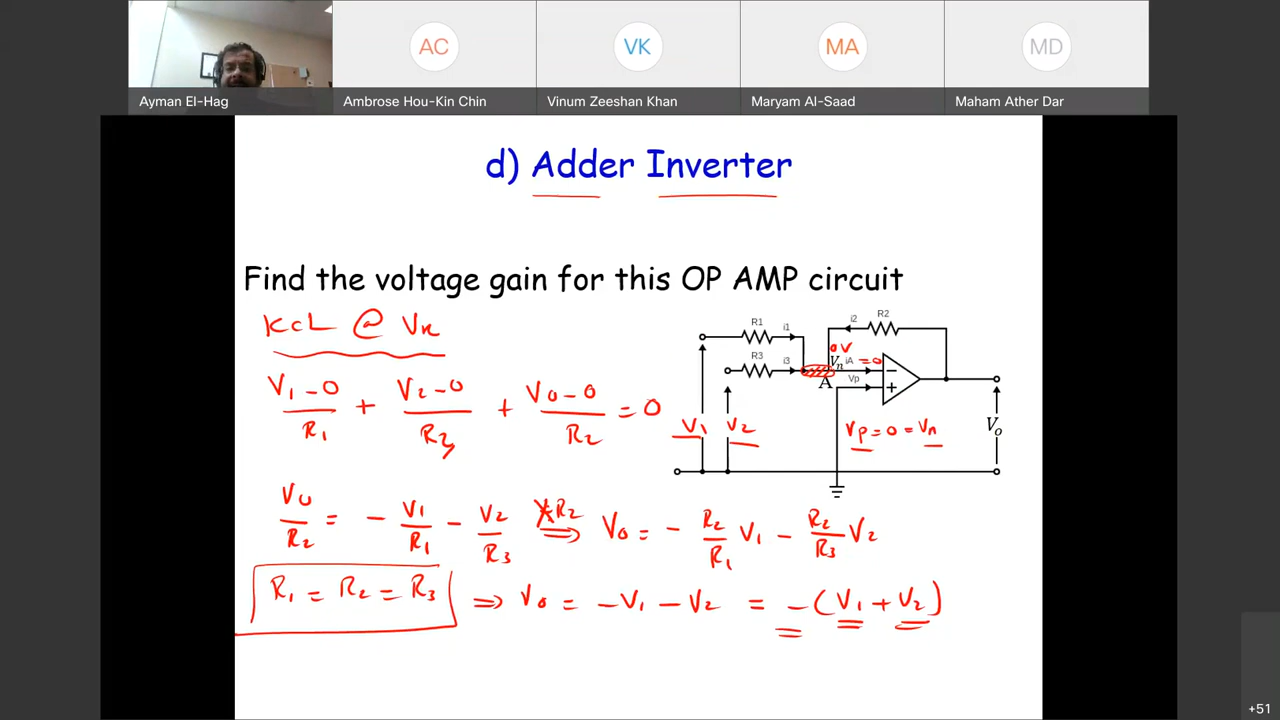 AC
VK
MA
MD
Ayman El-Hag
Ambrose Hou-Kin Chin
Vinum Zeeshan Khan
Maryam Al-Saad
Maham Ather Dar
d) Adder Inverter
Find the voltage gain for this OP AMP circuit
KCL @ Vn
V1-0/R1 + V2-0/R3 + V0-0/R2 = 0
R1
i1
i2
R2
R3
i3
0V
Vn
iA = 0
A
Vp
V1
V2
Vp = 0 = Vn
Vo
V0/R2 = - V1/R1 - V2/R3 ×R2 ⇒ V0 = - R2/R1 V1 - R2/R3 V2
R1 = R2 = R3 ⇒ V0 = -V1 - V2 = -(V1 + V2)
+51